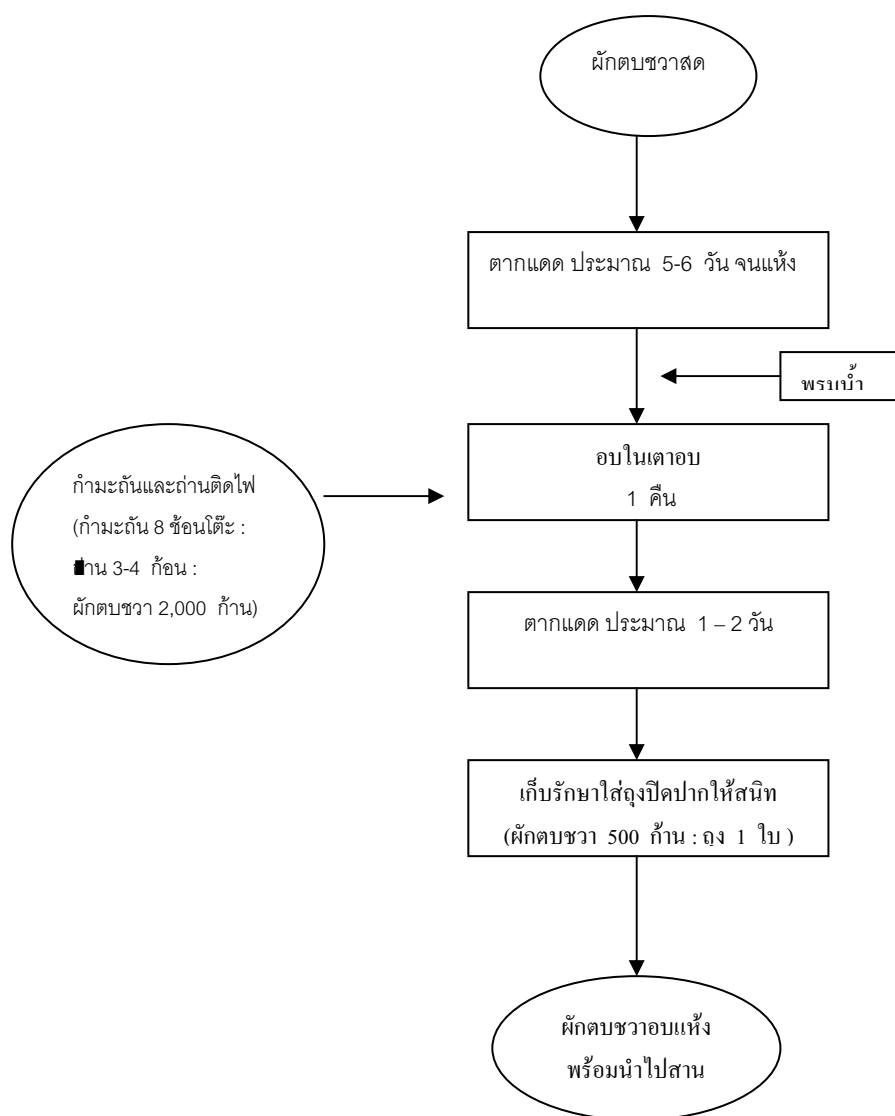 ผักตบชวาสด
ตากแดด ประมาณ 5-6 วัน จนแห้ง
พรมน้ำ
อบในเตาอบ
1 คืน
กำมะถันและถ่านติดไฟ
(กำมะถัน 8 ช้อนโต๊ะ :
ถ่าน 3-4 ก้อน :
ผักตบชวา 2,000 ก้าน)
ตากแดด ประมาณ 1 – 2 วัน
เก็บรักษาใส่ถุงปิดปากให้สนิท
(ผักตบชวา 500 ก้าน : ถุง 1 ใบ )
ผักตบชวาอบแห้ง
พร้อมนำไปสาน